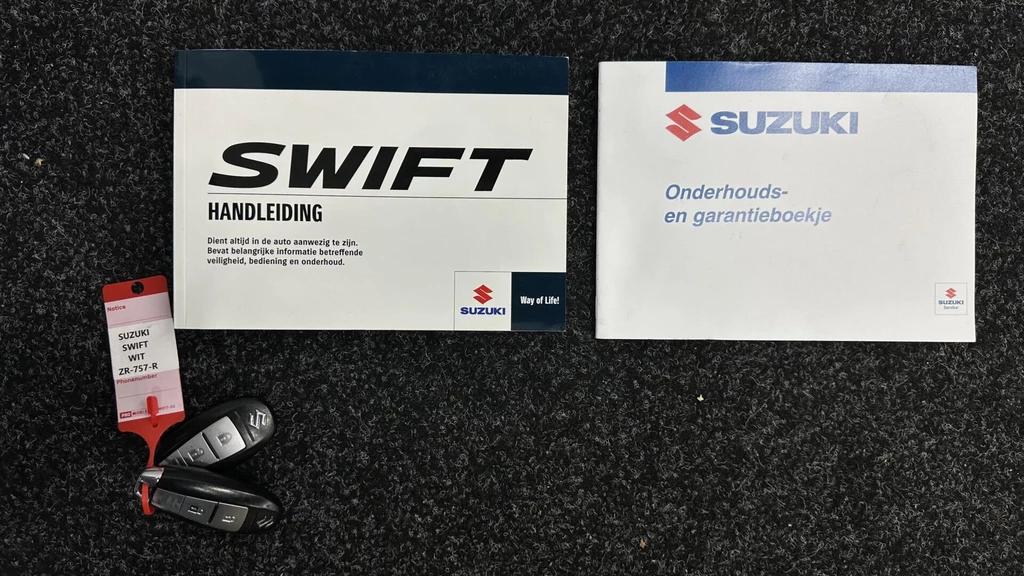 SWIFT
HANDLEIDING
Dient altijd in de auto aanwezig te zijn.
Bevat belangrijke informatie betreffende
veiligheid, bediening en onderhoud.
SUZUKI
Way of Life!
SUZUKI
Onderhouds-
en garantieboekje
SUZUKI
Service
Notice
SUZUKI
SWIFT
WIT
ZR-757-R
Phonenumber